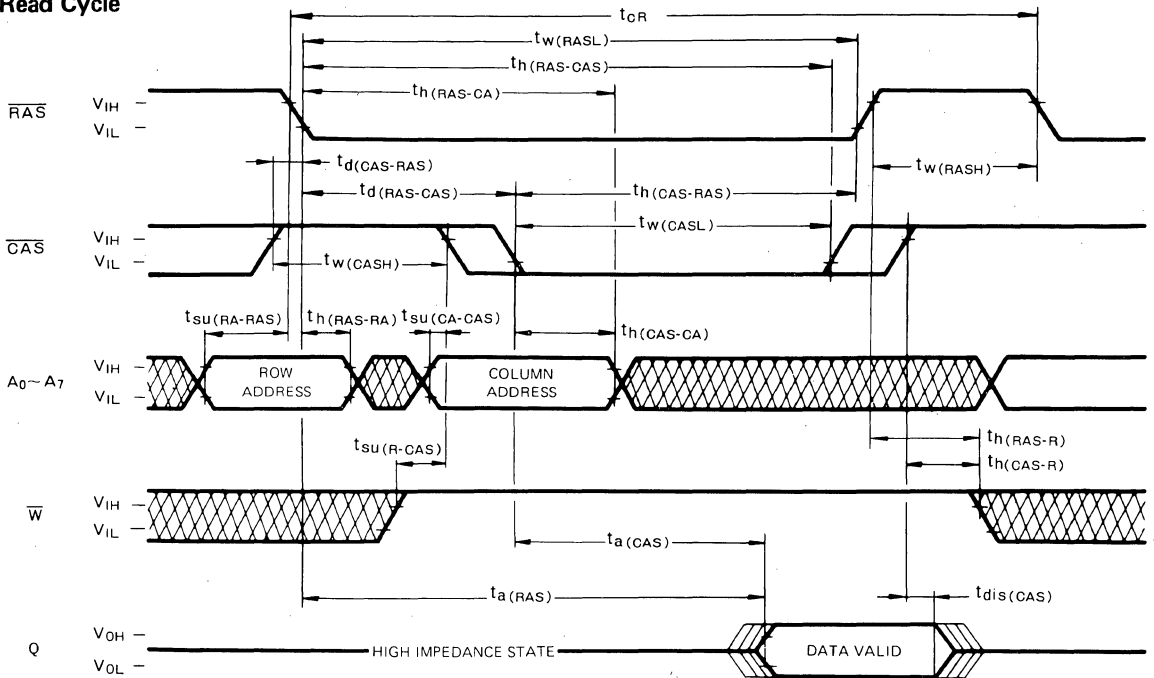 Read Cycle
tCR
tw(RASL)
th(RAS-CAS)
th(RAS-CA)
RAS
VIH
VIL
td(CAS-RAS)
tw(RASH)
td(RAS-CAS)
th(CAS-RAS)
CAS
VIH
VIL
tw(CASL)
tw(CASH)
tsu(RA-RAS)
th(RAS-RA)
tsu(CA-CAS)
th(CAS-CA)
A0~A7
VIH
VIL
ROW ADDRESS
COLUMN ADDRESS
tsu(R-CAS)
th(RAS-R)
th(CAS-R)
W
VIH
VIL
ta(CAS)
ta(RAS)
tdis(CAS)
Q
VOH
VOL
HIGH IMPEDANCE STATE
DATA VALID